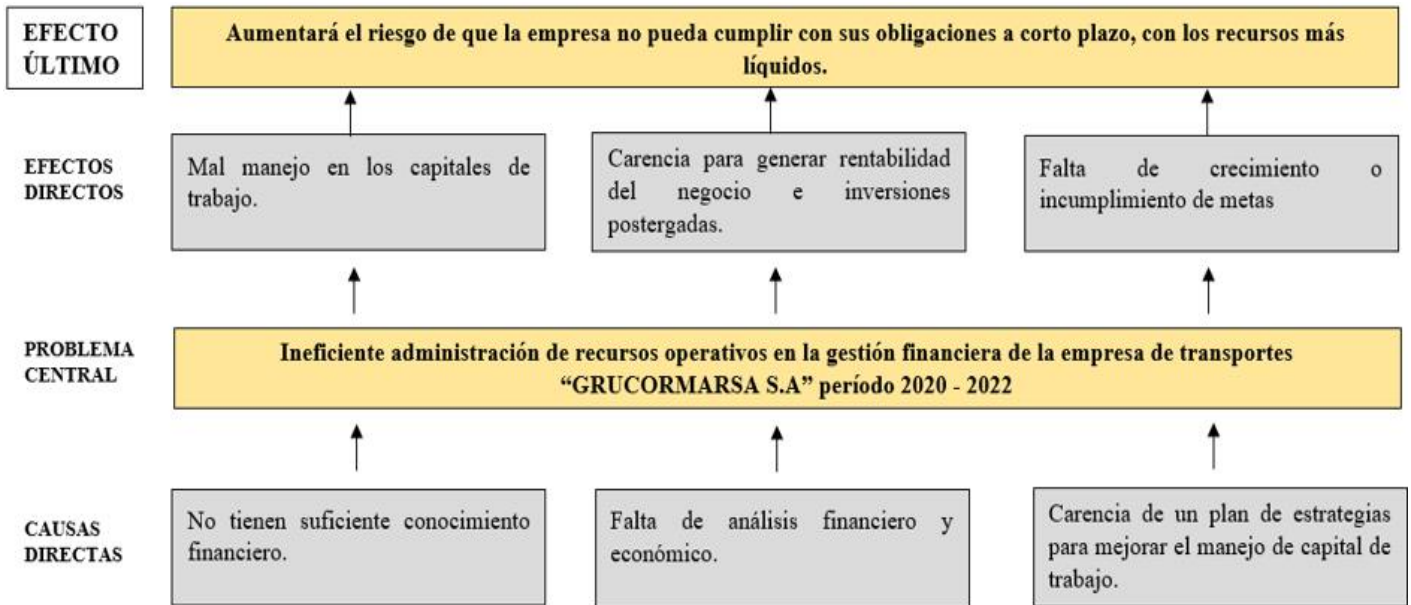 EFECTO
ÚLTIMO
Aumentará el riesgo de que la empresa no pueda cumplir con sus obligaciones a corto plazo, con los recursos más
líquidos.
EFECTOS
DIRECTOS
Mal manejo en los capitales de
trabajo.
Carencia para generar rentabilidad
del negocio e inversiones
postergadas.
Falta de crecimiento o
incumplimiento de metas
PROBLEMA
CENTRAL
Ineficiente administración de recursos operativos en la gestión financiera de la empresa de transportes
“GRUCORMARSA S.A” período 2020 - 2022
CAUSAS
DIRECTAS
No tienen suficiente conocimiento
financiero.
Falta de análisis financiero y
económico.
Carencia de un plan de estrategias
para mejorar el manejo de capital de
trabajo.